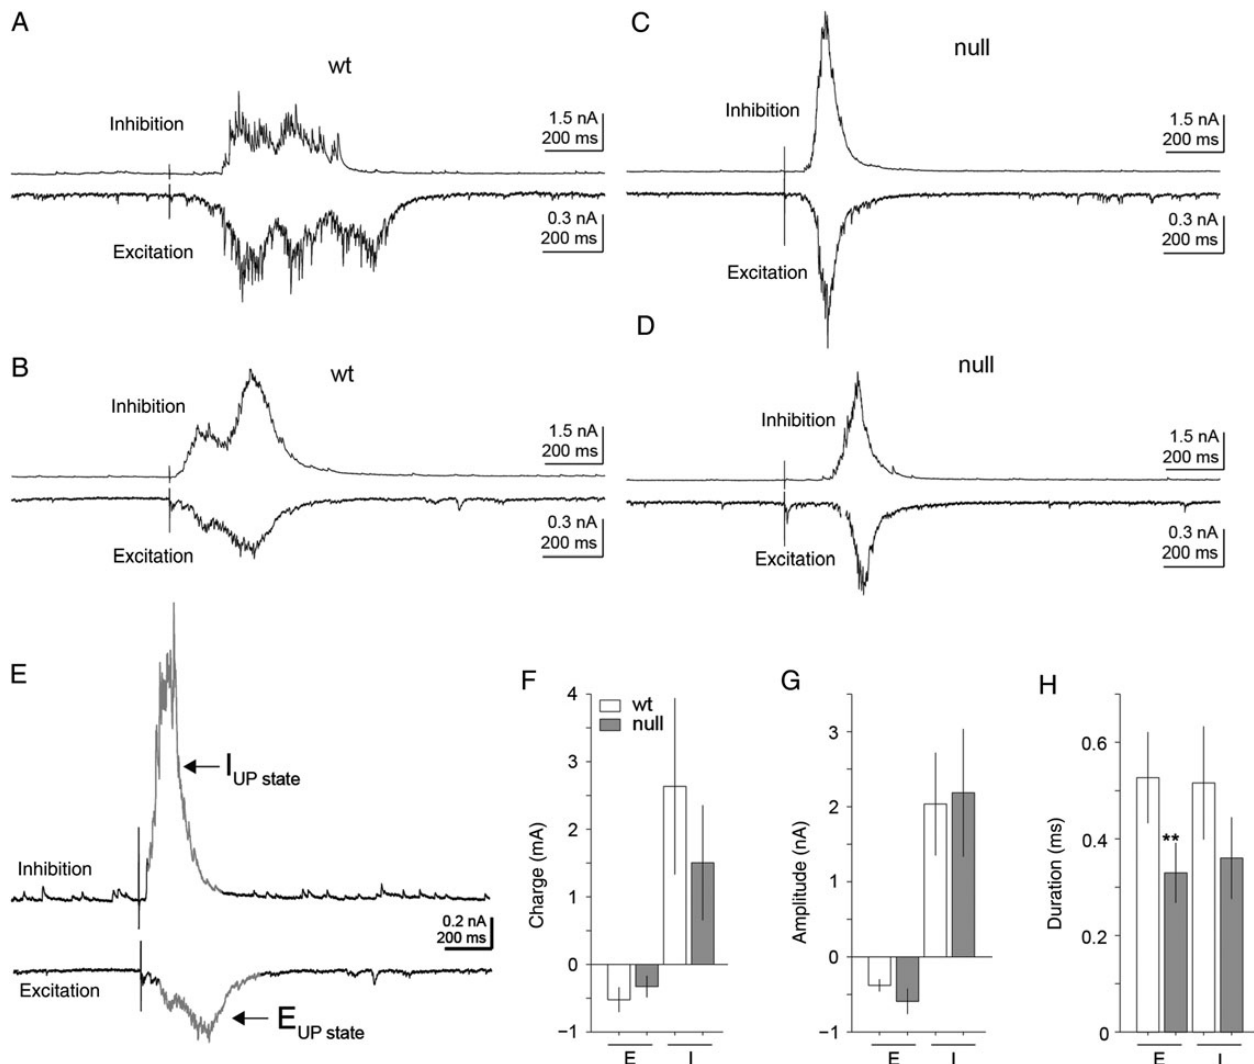 A
wt
Inhibition
1.5 nA
200 ms
0.3 nA
200 ms
Excitation
B
wt
Inhibition
1.5 nA
200 ms
0.3 nA
200 ms
Excitation
C
null
Inhibition
1.5 nA
200 ms
0.3 nA
200 ms
Excitation
D
null
Inhibition
1.5 nA
200 ms
0.3 nA
200 ms
Excitation
E
I UP state
Inhibition
0.2 nA
200 ms
Excitation
E UP state
F
wt
null
Charge (mA)
4
3
2
1
0
−1
E I
G
Amplitude (nA)
3
2
1
0
−1
E I
H
Duration (ms)
0.6
0.4
0.2
0
**
E I